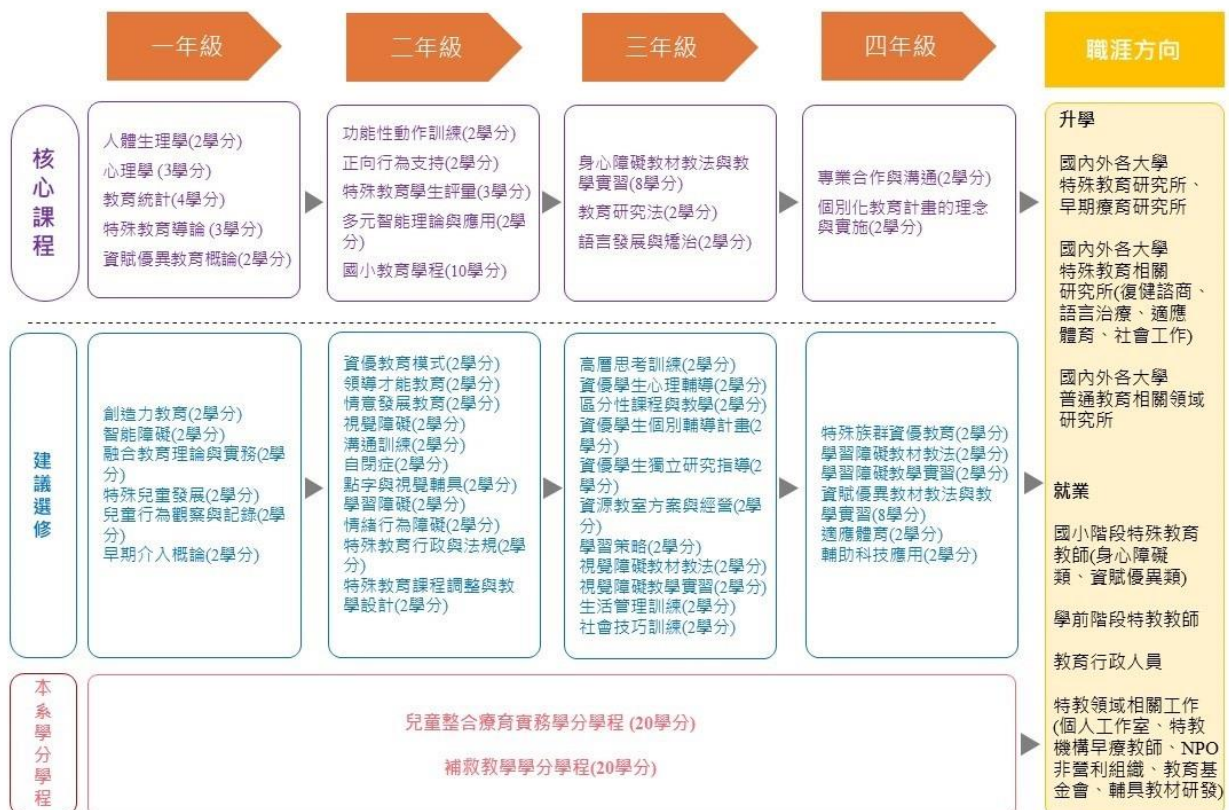 一年級
二年級
三年級
四年級
職涯方向
核心課程
人體生理學(2學分)
心理學 (3學分)
教育統計(4學分)
特殊教育導論 (3學分)
資賦優異教育概論(2學分)
功能性動作訓練(2學分)
正向行為支持(2學分)
特殊教育學生評量(3學分)
多元智能理論與應用(2學
分)
國小教育學程(10學分)
身心障礙教材教法與教
學實習(8學分)
教育研究法(2學分)
語言發展與矯治(2學分)
專業合作與溝通(2學分)
個別化教育計畫的理念
與實施(2學分)
建議選修
創造力教育(2學分)
智能障礙(2學分)
融合教育理論與實務(2學
分)
特殊兒童發展(2學分)
兒童行為觀察與記錄(2學
分)
早期介入概論(2學分)
資優教育模式(2學分)
領導才能教育(2學分)
情意發展教育(2學分)
視覺障礙(2學分)
溝通訓練(2學分)
自閉症(2學分)
點字與視覺輔具(2學分)
學習障礙(2學分)
情緒行為障礙(2學分)
特殊教育行政與法規(2學
分)
特殊教育課程調整與教
學設計(2學分)
高層思考訓練(2學分)
資優學生心理輔導(2學分)
區分性課程與教學(2學分)
資優學生個別輔導計畫(2
學分)
資優學生獨立研究指導(2
學分)
資源教室方案與經營(2學
分)
學習策略(2學分)
視覺障礙教材教法(2學分)
視覺障礙教學實習(2學分)
生活管理訓練(2學分)
社會技巧訓練(2學分)
特殊族群資優教育(2學分)
學習障礙教材教法(2學分)
學習障礙教學實習(2學分)
資賦優異教材教法與教
學實習(8學分)
適應體育(2學分)
輔助科技應用(2學分)
本系學分學程
兒童整合療育實務學分學程 (20學分)
補救教學學分學程(20學分)
升學
國內外各大學
特殊教育研究所、
早期療育研究所
國內外各大學
特殊教育相關
研究所(復健諮商、
語言治療、適應
體育、社會工作)
國內外各大學
普通教育相關領域
研究所
就業
國小階段特殊教育
教師(身心障礙
類、資賦優異類)
學前階段特教教師
教育行政人員
特教領域相關工作
(個人工作室、特教
機構早療教師、NPO
非營利組織、教育基
金會、輔具教材研發)